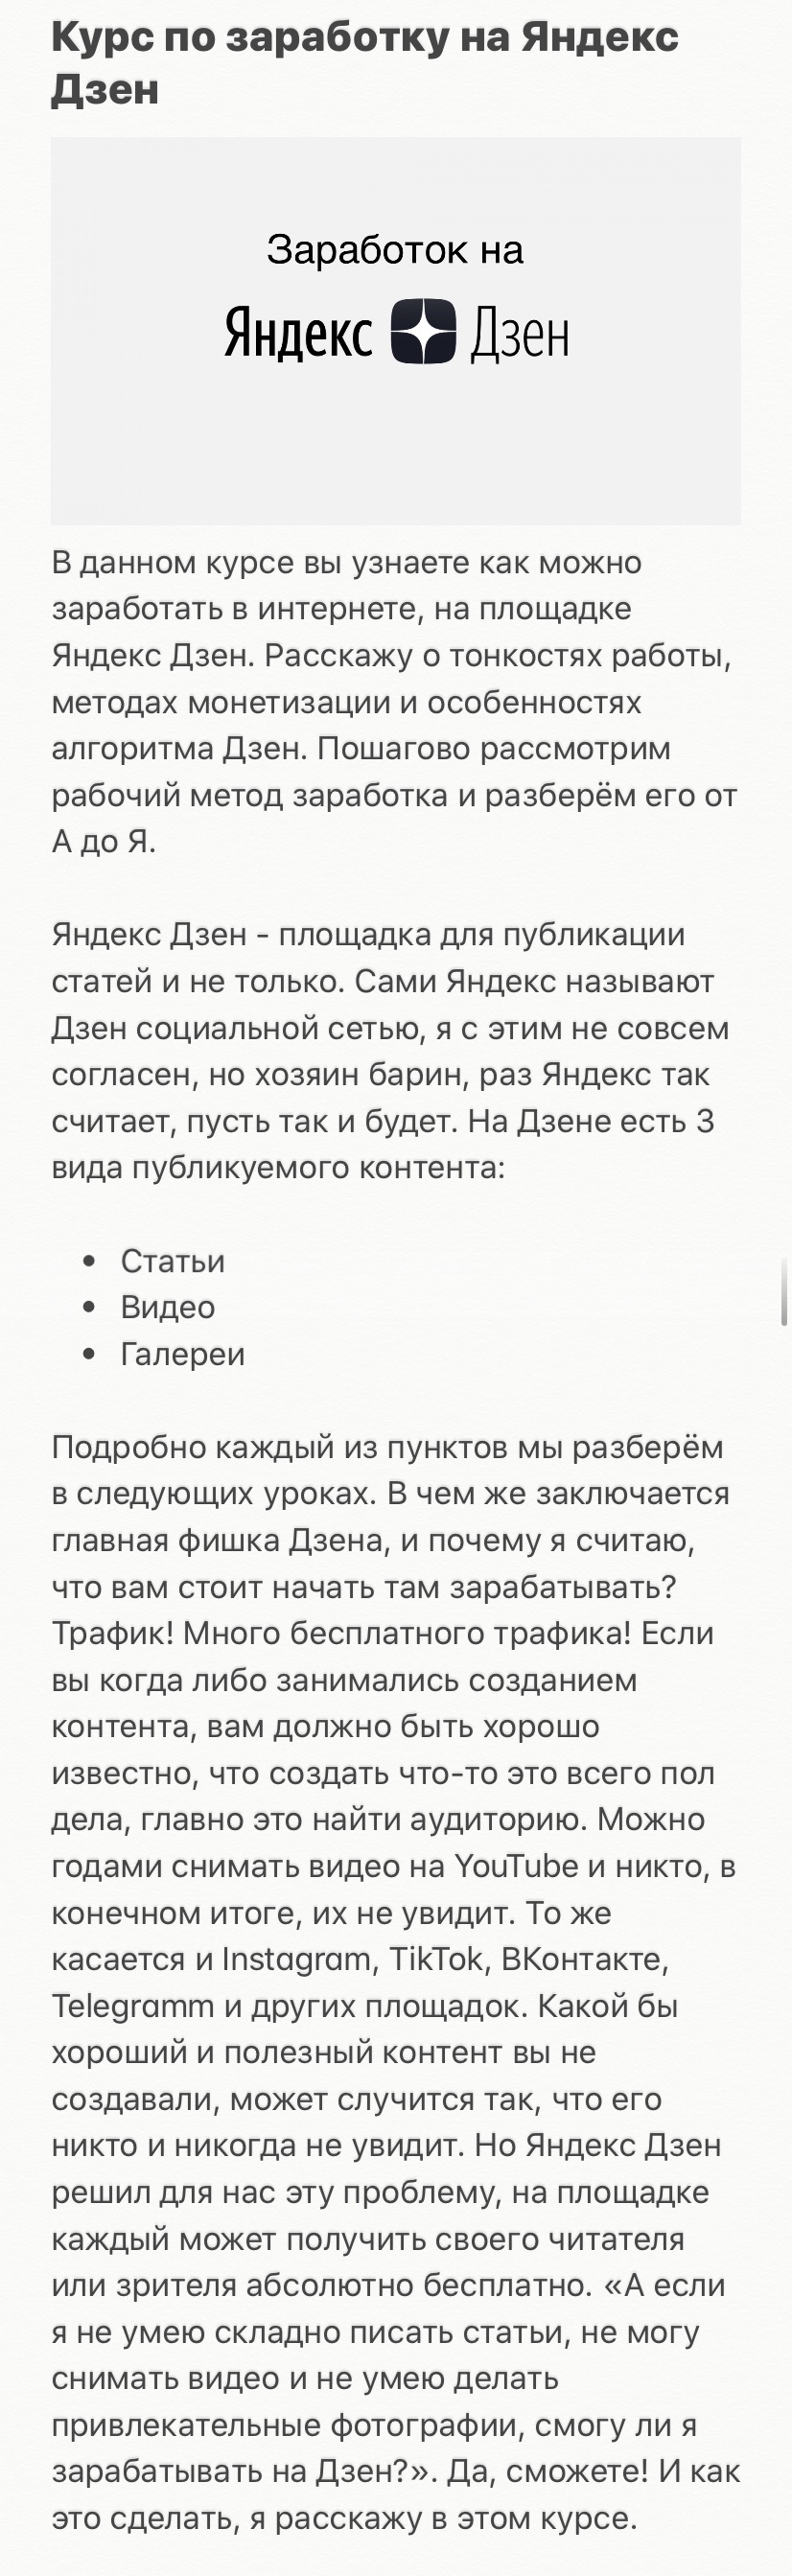 Курс по заработку на Яндекс
Дзен
Заработок на
Яндекс Дзен
В данном курсе вы узнаете как можно
заработать в интернете, на площадке
Яндекс Дзен. Расскажу о тонкостях работы,
методах монетизации и особенностях
алгоритма Дзен. Пошагово рассмотрим
рабочий метод заработка и разберём его от
А до Я.
Яндекс Дзен - площадка для публикации
статей и не только. Сами Яндекс называют
Дзен социальной сетью, я с этим не совсем
согласен, но хозяин барин, раз Яндекс так
считает, пусть так и будет. На Дзене есть 3
вида публикуемого контента:
• Статьи
• Видео
• Галереи
Подробно каждый из пунктов мы разберём
в следующих уроках. В чем же заключается
главная фишка Дзена, и почему я считаю,
что вам стоит начать там зарабатывать?
Трафик! Много бесплатного трафика! Если
вы когда либо занимались созданием
контента, вам должно быть хорошо
известно, что создать что-то это всего пол
дела, главно это найти аудиторию. Можно
годами снимать видео на YouTube и никто, в
конечном итоге, их не увидит. То же
касается и Instagram, TikTok, ВКонтакте,
Telegramm и других площадок. Какой бы
хороший и полезный контент вы не
создавали, может случится так, что его
никто и никогда не увидит. Но Яндекс Дзен
решил для нас эту проблему, на площадке
каждый может получить своего читателя
или зрителя абсолютно бесплатно. «А если
я не умею складно писать статьи, не могу
снимать видео и не умею делать
привлекательные фотографии, смогу ли я
зарабатывать на Дзен?». Да, сможете! И как
это сделать, я расскажу в этом курсе.